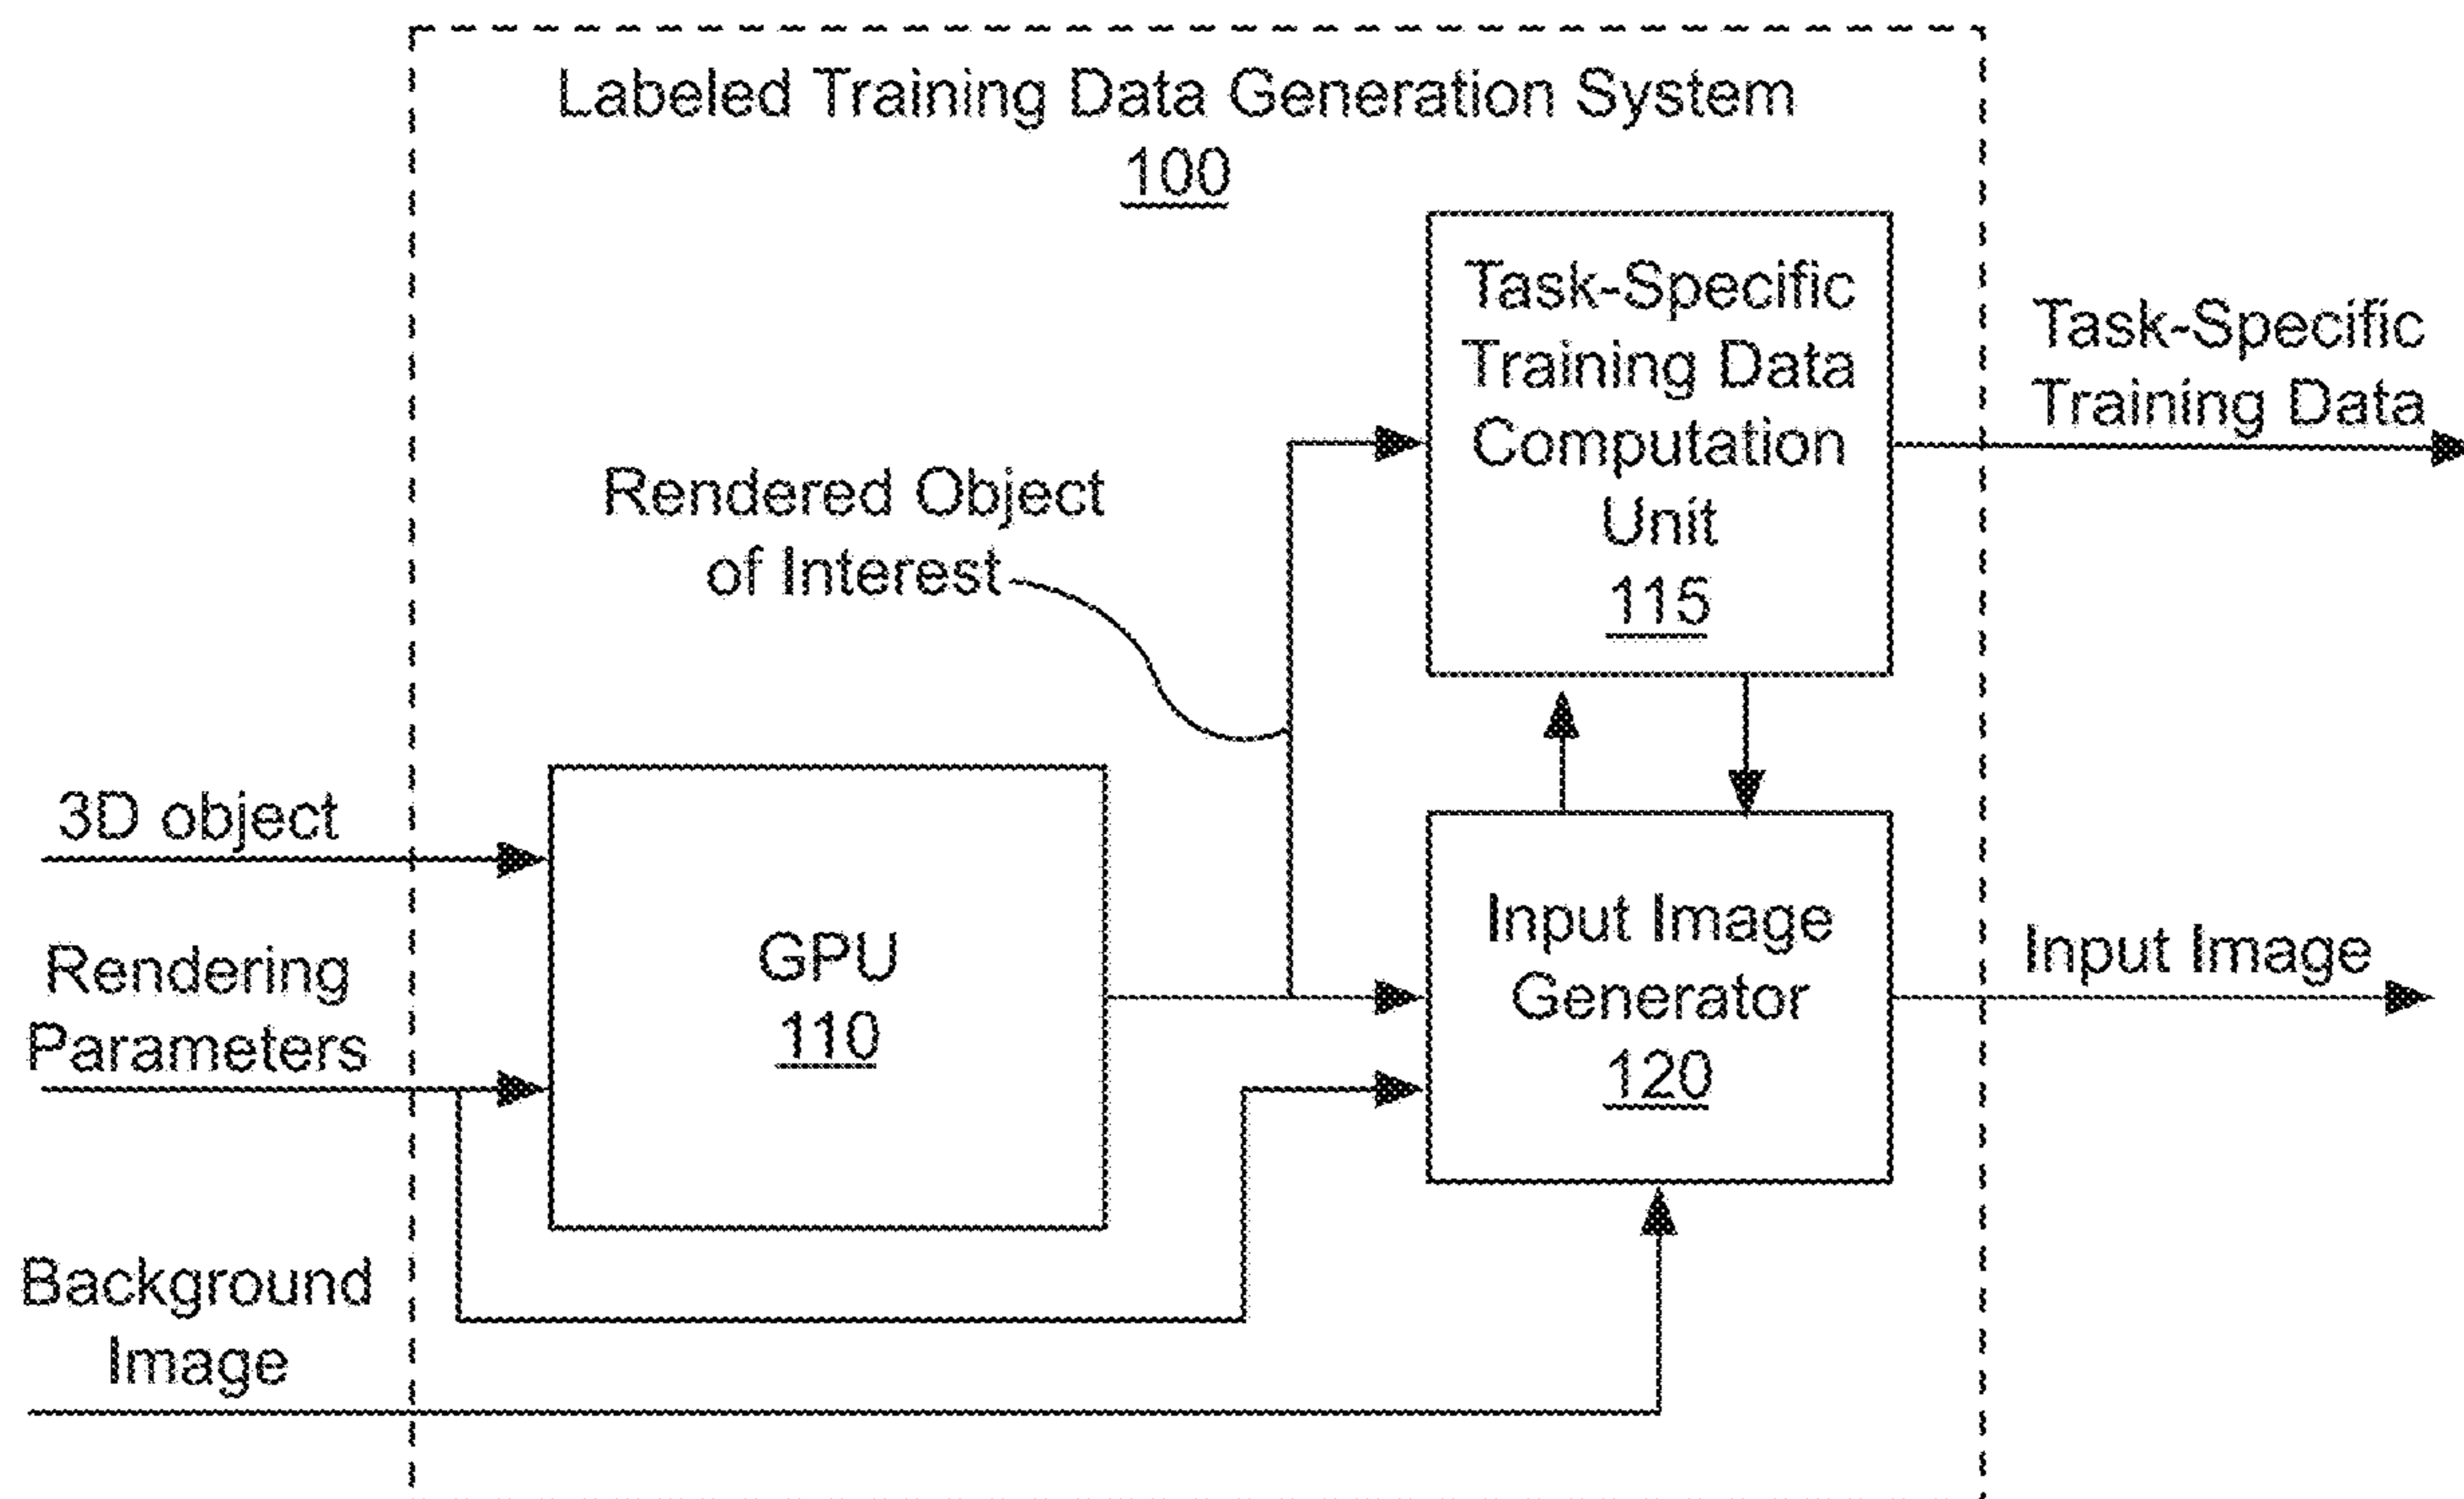 Labeled Training Data Generation System
100
Task-Specific
Training Data
Computation
Unit
115
Task-Specific
Training Data
Rendered Object
of Interest
3D object
Rendering
Parameters
GPU
110
Input Image
Generator
120
Input Image
Background
Image